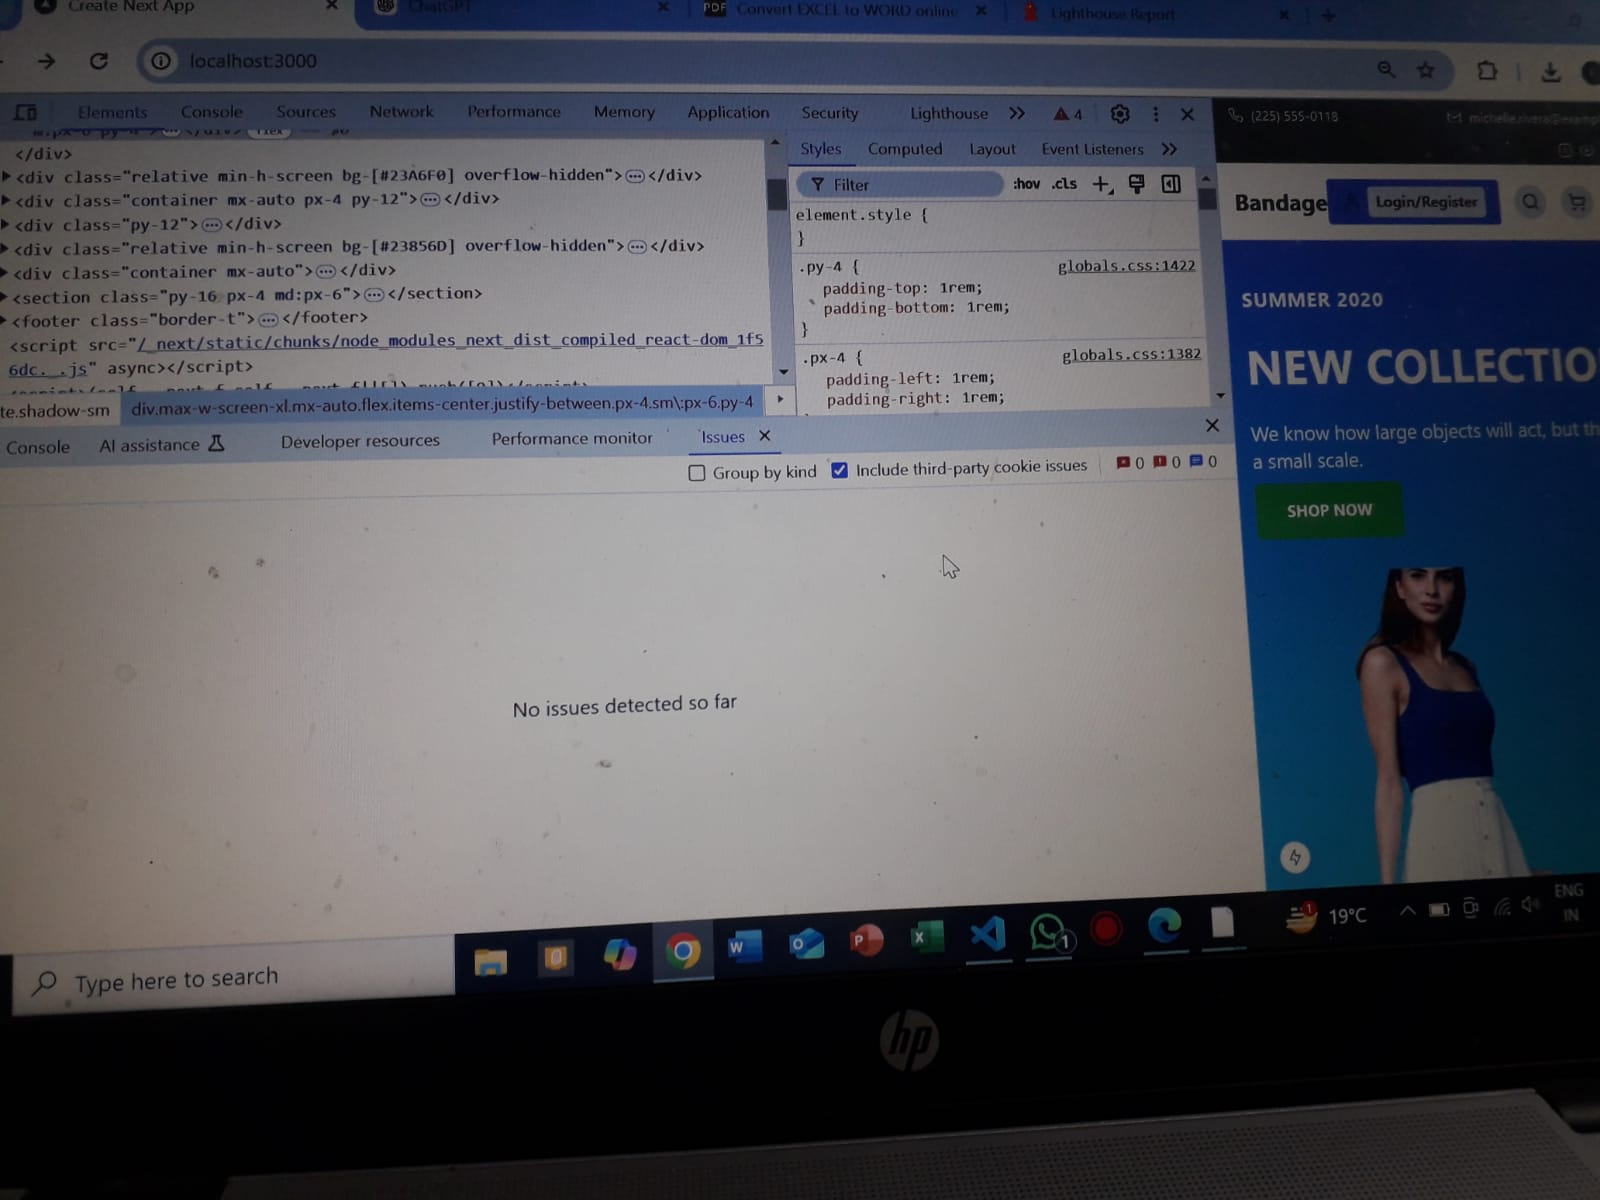 Create Next App
ChatGPT
PDF Convert EXCEL to WORD online
Lighthouse Report
localhost:3000
Elements Console Sources Network Performance Memory Application Security Lighthouse 4
</div>
<div class="relative min-h-screen bg-[#23A6F0] overflow-hidden">…</div>
<div class="container mx-auto px-4 py-12">…</div>
<div class="py-12">…</div>
<div class="relative min-h-screen bg-[#23856D] overflow-hidden">…</div>
<div class="container mx-auto">…</div>
<section class="py-16 px-4 md:px-6">…</section>
<footer class="border-t">…</footer>
<script src="/_next/static/chunks/node_modules_next_dist_compiled_react-dom_1f5
6dc._.js" async></script>
te.shadow-sm div.max-w-screen-xl.mx-auto.flex.items-center.justify-between.px-4.sm\:px-6.py-4
Styles Computed Layout Event Listeners
Filter :hov .cls
element.style {
}
.py-4 { globals.css:1422
padding-top: 1rem;
padding-bottom: 1rem;
}
.px-4 { globals.css:1382
padding-left: 1rem;
padding-right: 1rem;
Console AI assistance Developer resources Performance monitor Issues
Group by kind Include third-party cookie issues 0 0 0
No issues detected so far
(225) 555-0118
Bandage Login/Register
SUMMER 2020
NEW COLLECTIO
We know how large objects will act, but th
a small scale.
SHOP NOW
Type here to search
1
1
19°C
ENG
IN
hp